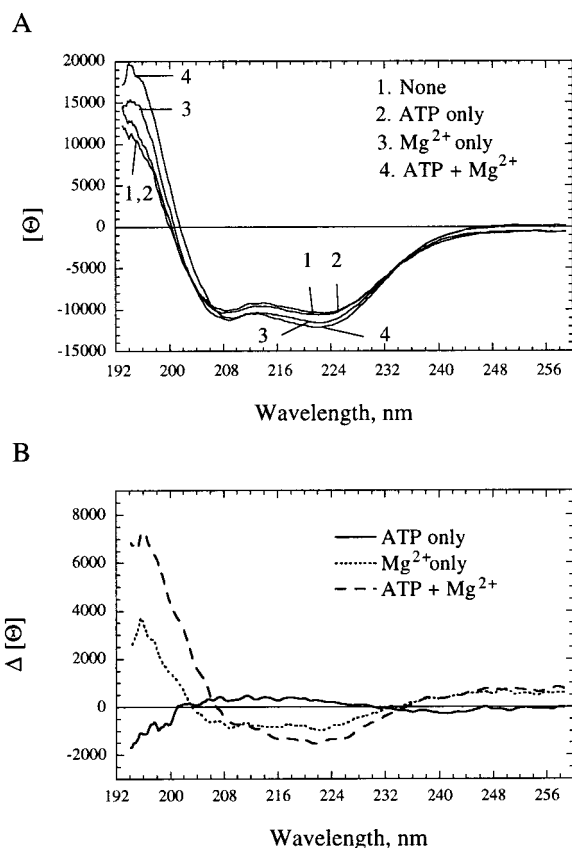 A
20000
15000
10000
5000
0
-5000
-10000
-15000
[Θ]
4
3
1,2
1
2
3
4
1. None
2. ATP only
3. Mg²⁺ only
4. ATP + Mg²⁺
192 200 208 216 224 232 240 248 256
Wavelength, nm
B
8000
6000
4000
2000
0
-2000
Δ [Θ]
ATP only
Mg²⁺only
ATP + Mg²⁺
192 200 208 216 224 232 240 248 256
Wavelength, nm